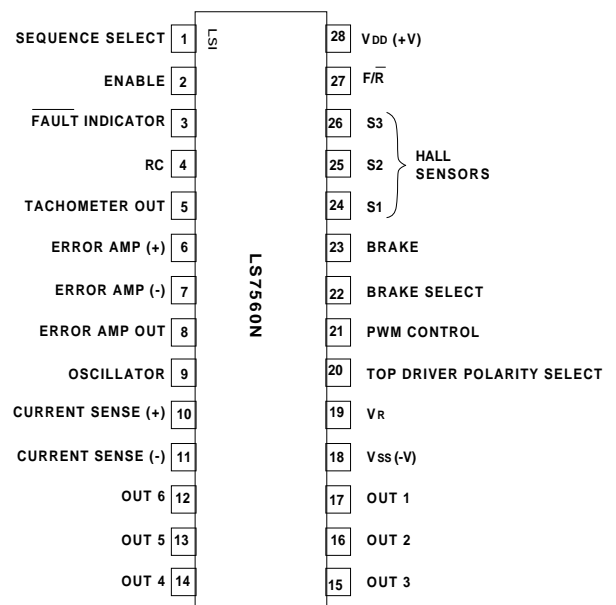 SEQUENCE SELECT 1 LSI 28 VDD (+V)
ENABLE 2 27 F/R̅
F̅A̅U̅L̅T̅ INDICATOR 3 26 S3
RC 4 25 S2 HALL
SENSORS
TACHOMETER OUT 5 24 S1
ERROR AMP (+) 6 23 BRAKE
ERROR AMP (-) 7 22 BRAKE SELECT
LS7560N
ERROR AMP OUT 8 21 PWM CONTROL
OSCILLATOR 9 20 TOP DRIVER POLARITY SELECT
CURRENT SENSE (+) 10 19 VR
CURRENT SENSE (-) 11 18 VSS (-V)
OUT 6 12 17 OUT 1
OUT 5 13 16 OUT 2
OUT 4 14 15 OUT 3